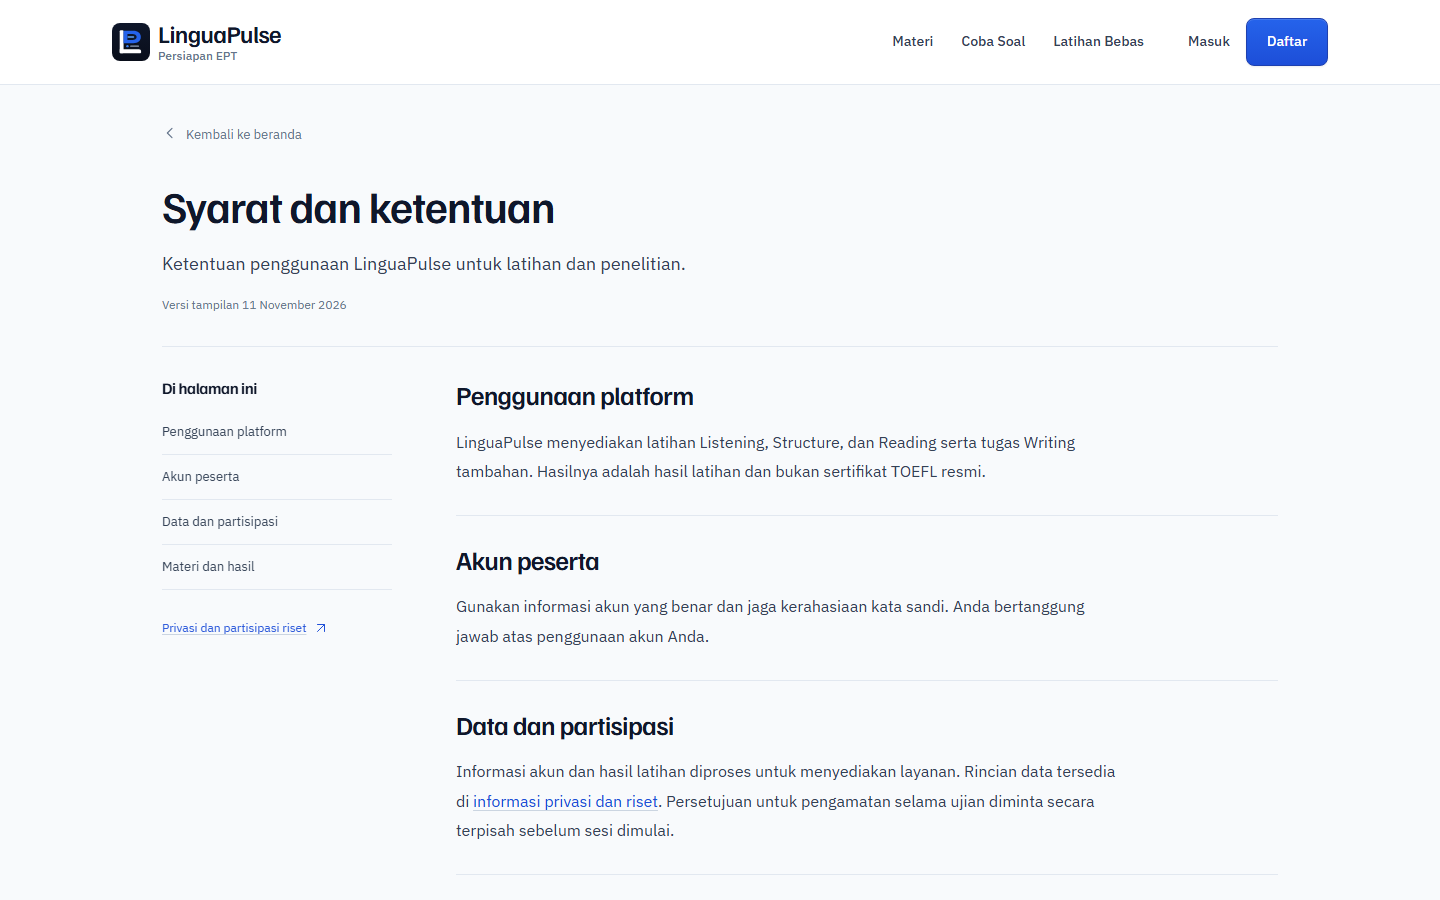 LinguaPulse
Persiapan EPT
Materi
Coba Soal
Latihan Bebas
Masuk
Daftar
Kembali ke beranda
Syarat dan ketentuan
Ketentuan penggunaan LinguaPulse untuk latihan dan penelitian.
Versi tampilan 11 November 2026
Di halaman ini
Penggunaan platform
Akun peserta
Data dan partisipasi
Materi dan hasil
Privasi dan partisipasi riset
Penggunaan platform
LinguaPulse menyediakan latihan Listening, Structure, dan Reading serta tugas Writing
tambahan. Hasilnya adalah hasil latihan dan bukan sertifikat TOEFL resmi.
Akun peserta
Gunakan informasi akun yang benar dan jaga kerahasiaan kata sandi. Anda bertanggung
jawab atas penggunaan akun Anda.
Data dan partisipasi
Informasi akun dan hasil latihan diproses untuk menyediakan layanan. Rincian data tersedia
di informasi privasi dan riset. Persetujuan untuk pengamatan selama ujian diminta secara
terpisah sebelum sesi dimulai.